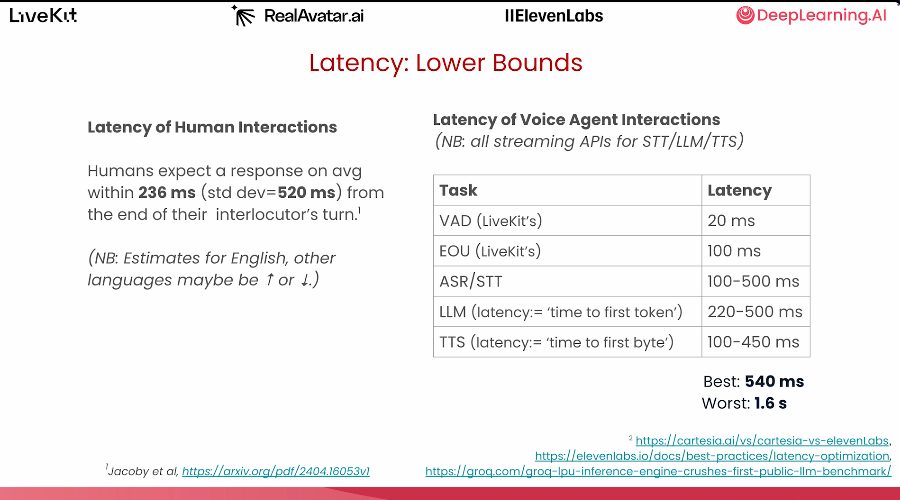 LiveKit
RealAvatar.ai
IIElevenLabs
DeepLearning.AI
Latency: Lower Bounds
Latency of Human Interactions
Humans expect a response on avg
within 236 ms (std dev=520 ms) from
the end of their interlocutor's turn.¹
(NB: Estimates for English, other
languages maybe be ↑ or ↓.)
¹Jacoby et al, https://arxiv.org/pdf/2404.16053v1
Latency of Voice Agent Interactions
(NB: all streaming APIs for STT/LLM/TTS)
Task Latency
VAD (LiveKit's) 20 ms
EOU (LiveKit's) 100 ms
ASR/STT 100-500 ms
LLM (latency:= 'time to first token') 220-500 ms
TTS (latency:= 'time to first byte') 100-450 ms
Best: 540 ms
Worst: 1.6 s
² https://cartesia.ai/vs/cartesia-vs-elevenLabs,
https://elevenlabs.io/docs/best-practices/latency-optimization,
https://groq.com/groq-lpu-inference-engine-crushes-first-public-llm-benchmark/